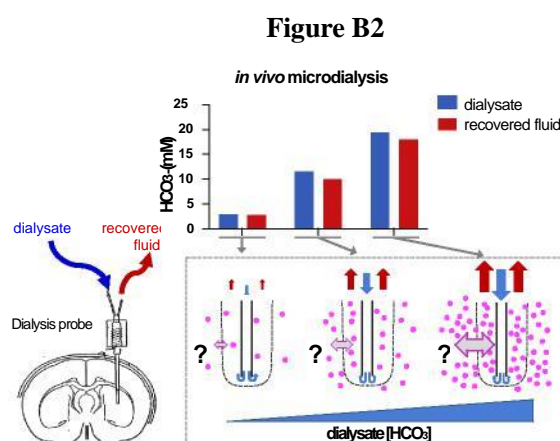 Figure B2
in vivo microdialysis
dialysate
recovered fluid
HCO3-(mM)
25
20
15
10
5
0
dialysate
recovered
fluid
Dialysis probe
?
?
?
dialysate [HCO3]